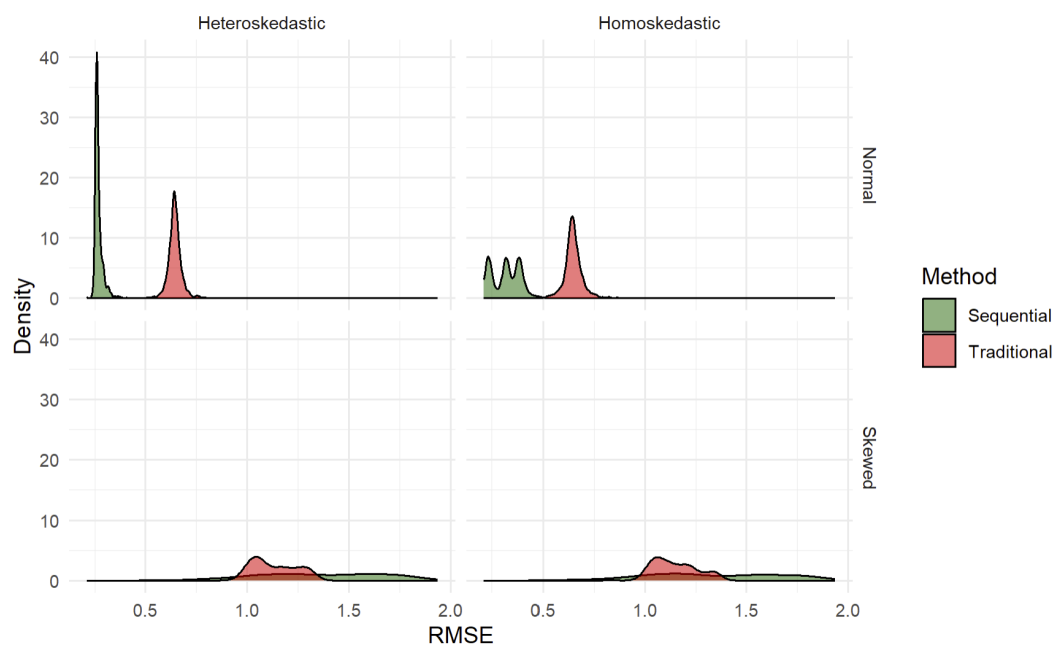 Heteroskedastic
Homoskedastic
40
30
20
10
0
Normal
40
30
20
10
0
Skewed
Density
0.5
1.0
1.5
2.0
0.5
1.0
1.5
2.0
RMSE
Method
Sequential
Traditional